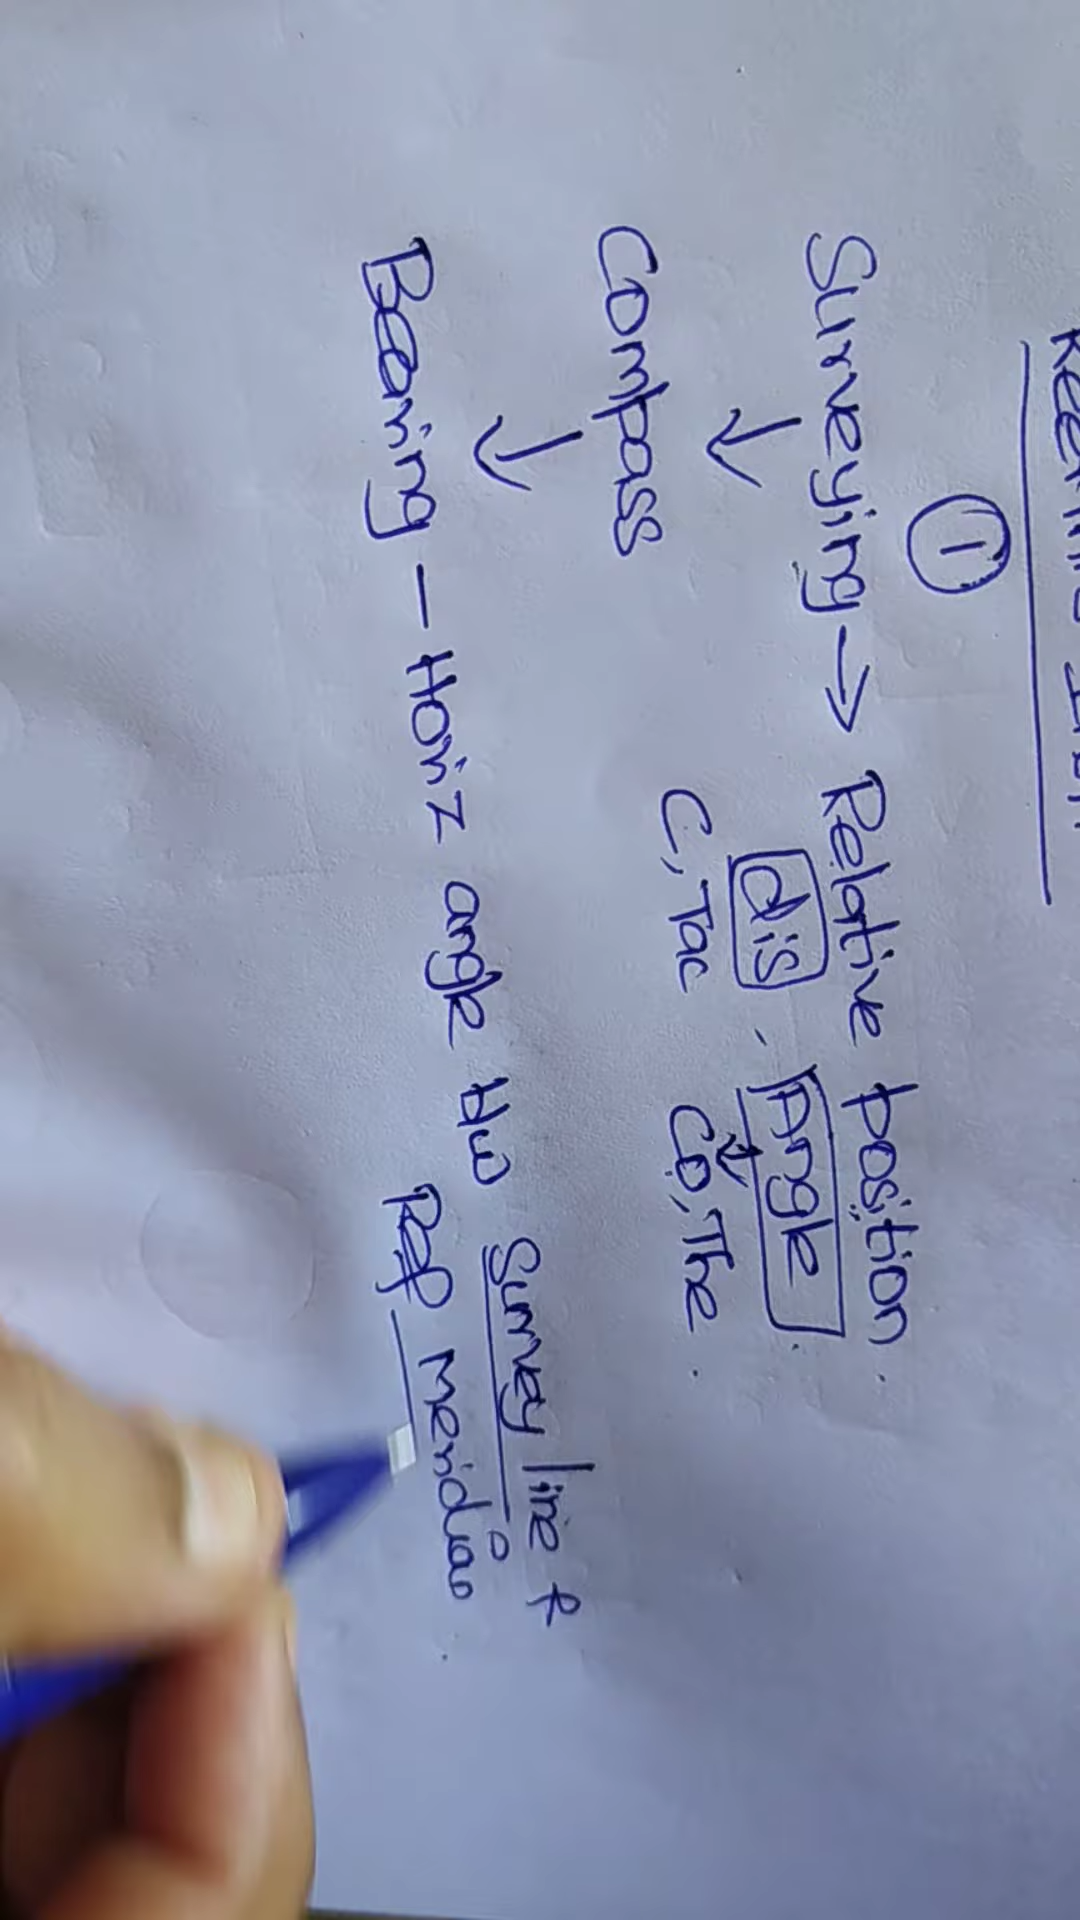 ①
Surveying → Relative position.
↓ dis . Angle.
Compass C, Tac Co, The.
↓
Bearing — Horiz angle b/w Survey line &
Ref meridian